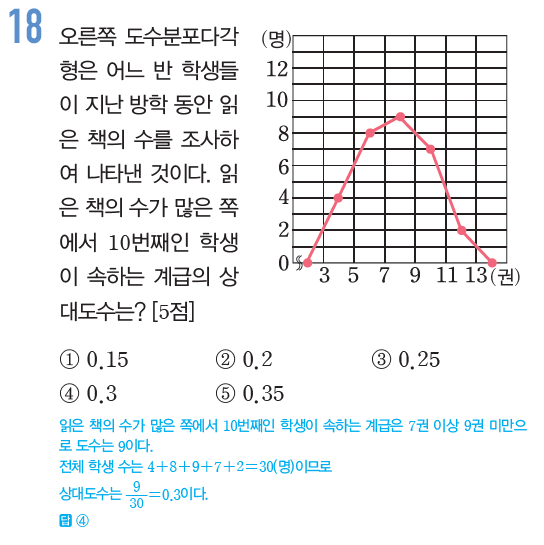 18 오른쪽 도수분포다각
형은 어느 반 학생들
이 지난 방학 동안 읽
은 책의 수를 조사하
여 나타낸 것이다. 읽
은 책의 수가 많은 쪽
에서 10번째인 학생
이 속하는 계급의 상
대도수는? [5점]
(명)
12
10
8
6
4
2
0
3 5 7 9 11 13 (권)
① 0.15 ② 0.2 ③ 0.25
④ 0.3 ⑤ 0.35
읽은 책의 수가 많은 쪽에서 10번째인 학생이 속하는 계급은 7권 이상 9권 미만으
로 도수는 9이다.
전체 학생 수는 4+8+9+7+2=30(명)이므로
상대도수는 9/30=0.3이다.
답 ④